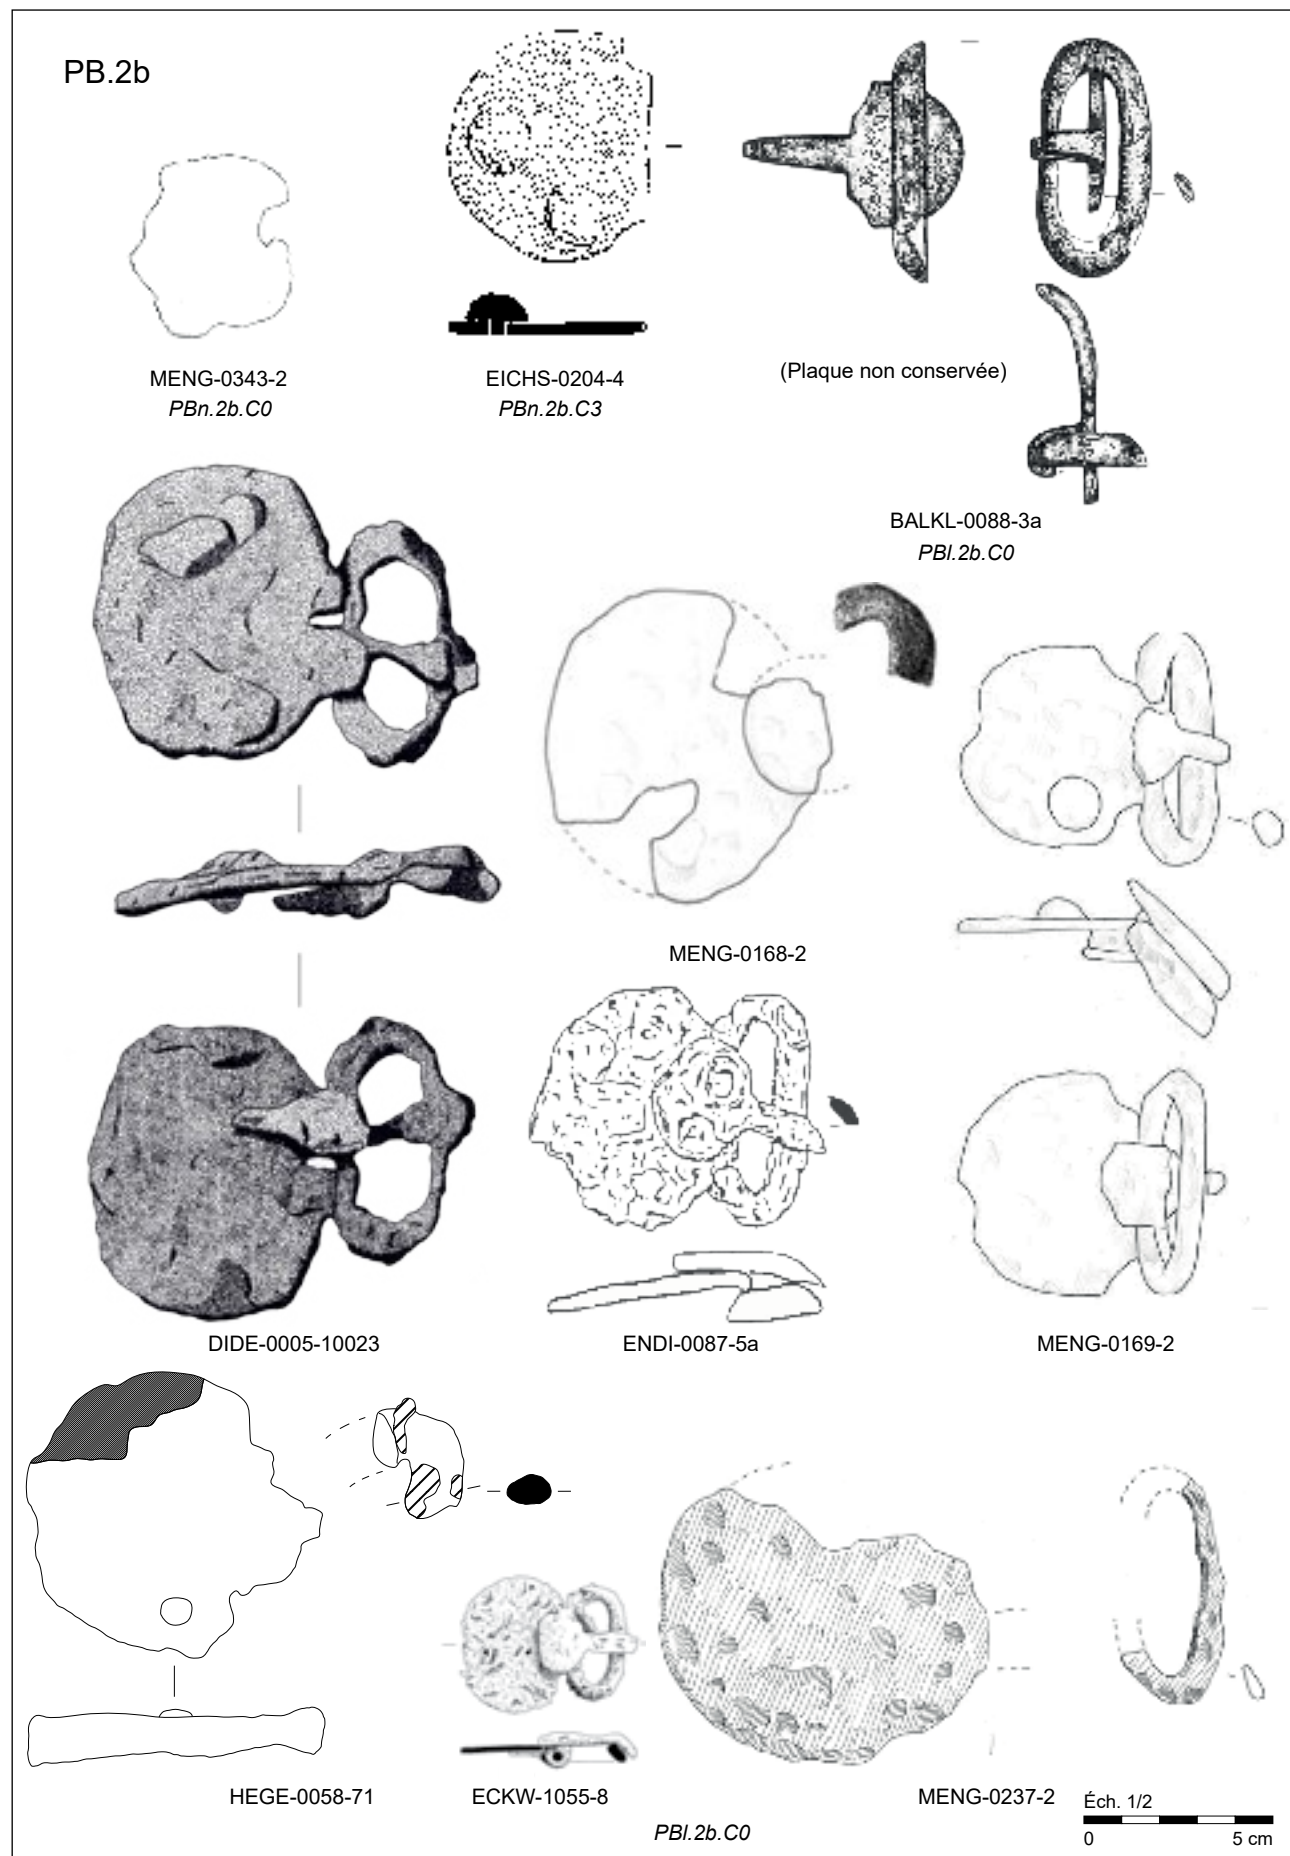 PB.2b
MENG-0343-2
PBn.2b.C0
EICHS-0204-4
PBn.2b.C3
(Plaque non conservée)
BALKL-0088-3a
PBl.2b.C0
MENG-0168-2
DIDE-0005-10023
ENDI-0087-5a
MENG-0169-2
HEGE-0058-71
ECKW-1055-8
MENG-0237-2
PBl.2b.C0
Éch. 1/2
0 5 cm